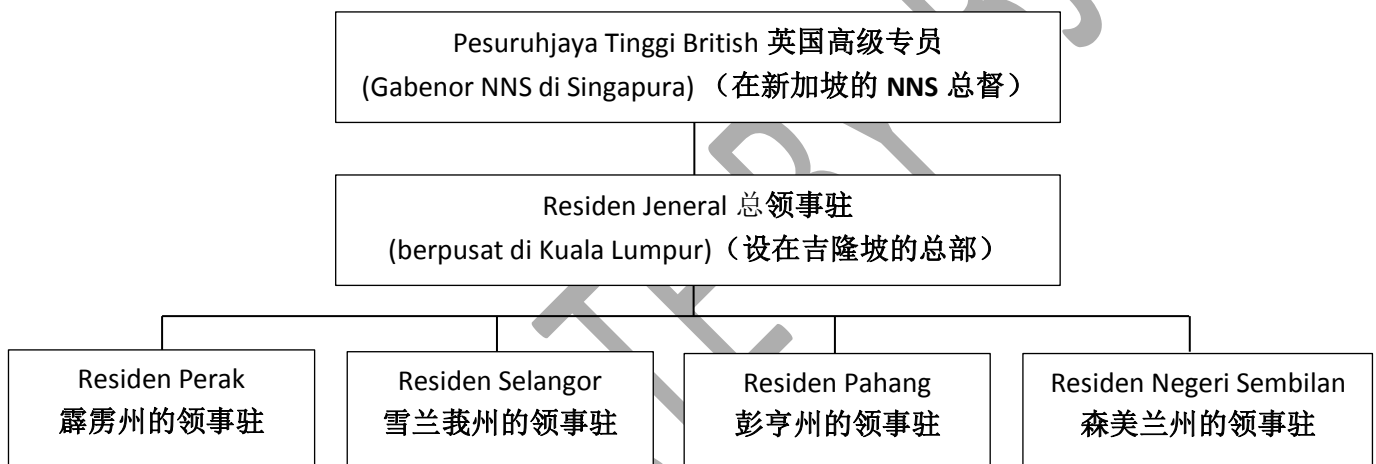 Pesuruhjaya Tinggi British 英国高级专员
(Gabenor NNS di Singapura) （在新加坡的 NNS 总督）
Residen Jeneral 总领事驻
(berpusat di Kuala Lumpur)（设在吉隆坡的总部）
Residen Perak
霹雳州的领事驻
Residen Selangor
雪兰莪州的领事驻
Residen Pahang
彭亨州的领事驻
Residen Negeri Sembilan
森美兰州的领事驻